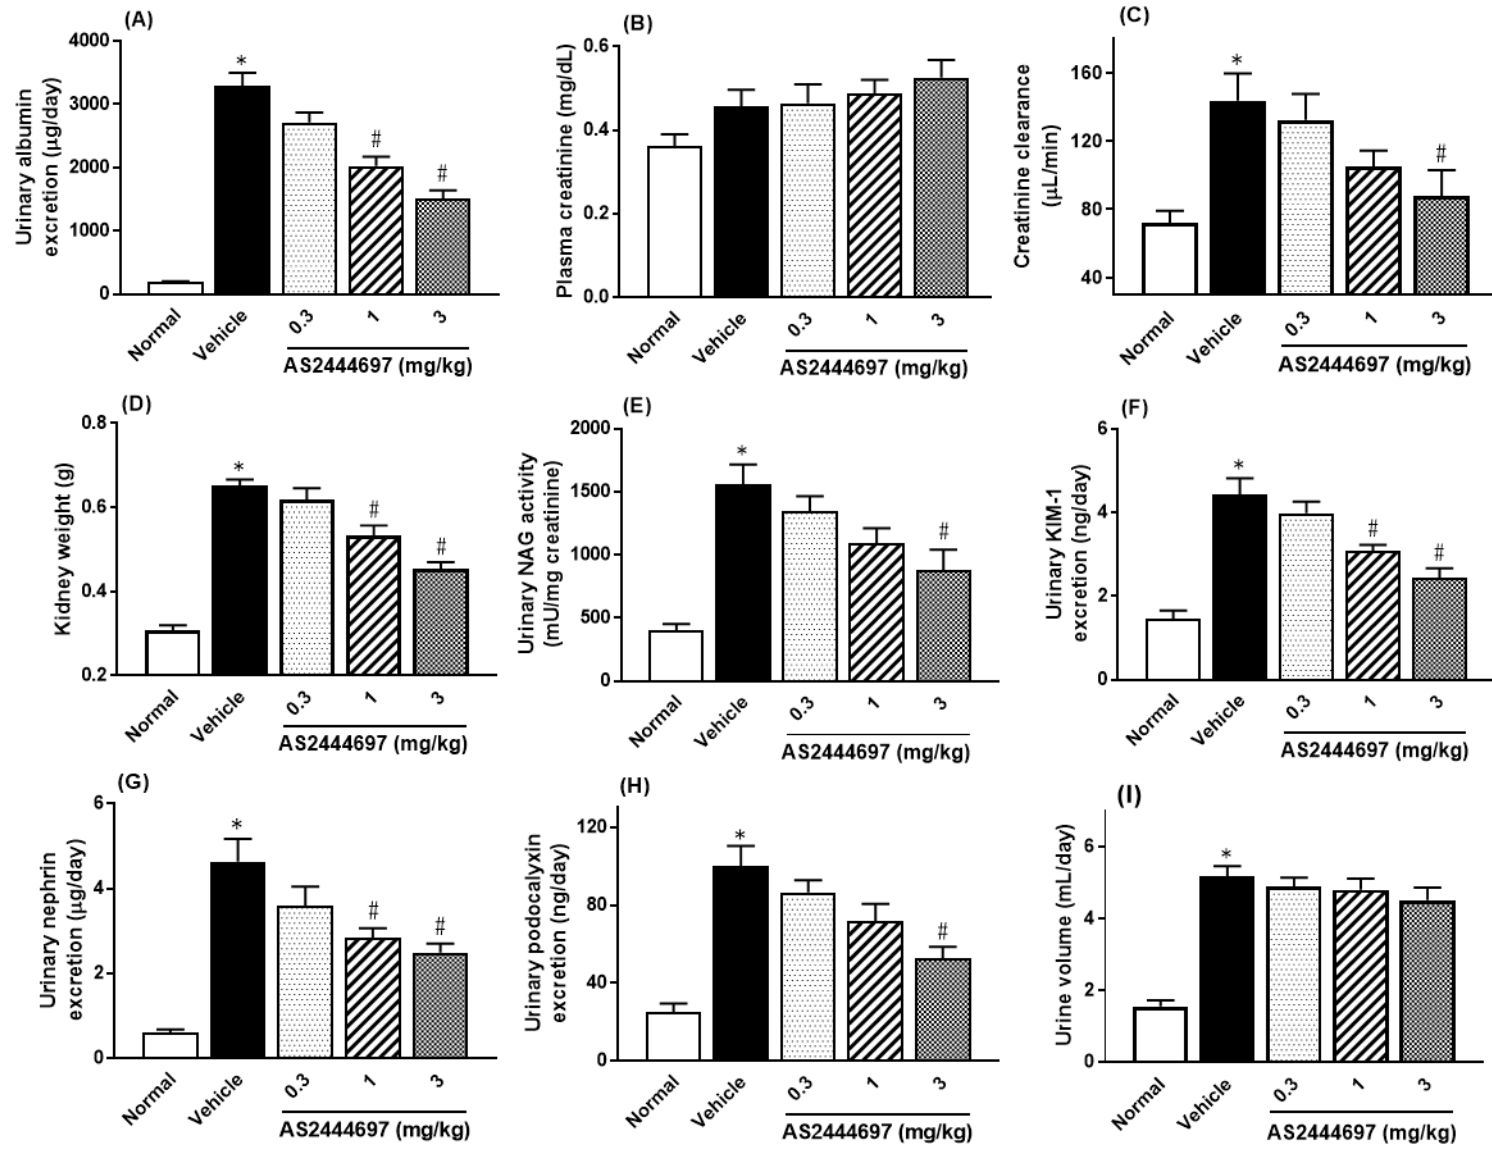 (A)
Urinary albumin
excretion (µg/day)
4000
3000
2000
1000
0
*
#
#
Normal
Vehicle
0.3
1
3
AS2444697 (mg/kg)
(B)
Plasma creatinine (mg/dL)
0.6
0.4
0.2
0.0
Normal
Vehicle
0.3
1
3
AS2444697 (mg/kg)
(C)
Creatinine clearance
(µL/min)
160
120
80
40
*
#
Normal
Vehicle
0.3
1
3
AS2444697 (mg/kg)
(D)
Kidney weight (g)
0.8
0.6
0.4
0.2
*
#
#
Normal
Vehicle
0.3
1
3
AS2444697 (mg/kg)
(E)
Urinary NAG activity
(mU/mg creatinine)
2000
1500
1000
500
0
*
#
Normal
Vehicle
0.3
1
3
AS2444697 (mg/kg)
(F)
Urinary KIM-1
excretion (ng/day)
6
4
2
0
*
#
#
Normal
Vehicle
0.3
1
3
AS2444697 (mg/kg)
(G)
Urinary nephrin
excretion (µg/day)
6
4
2
0
*
#
#
Normal
Vehicle
0.3
1
3
AS2444697 (mg/kg)
(H)
Urinary podocalyxin
excretion (ng/day)
120
80
40
0
*
#
Normal
Vehicle
0.3
1
3
AS2444697 (mg/kg)
(I)
Urine volume (mL/day)
6
4
2
0
*
Normal
Vehicle
0.3
1
3
AS2444697 (mg/kg)